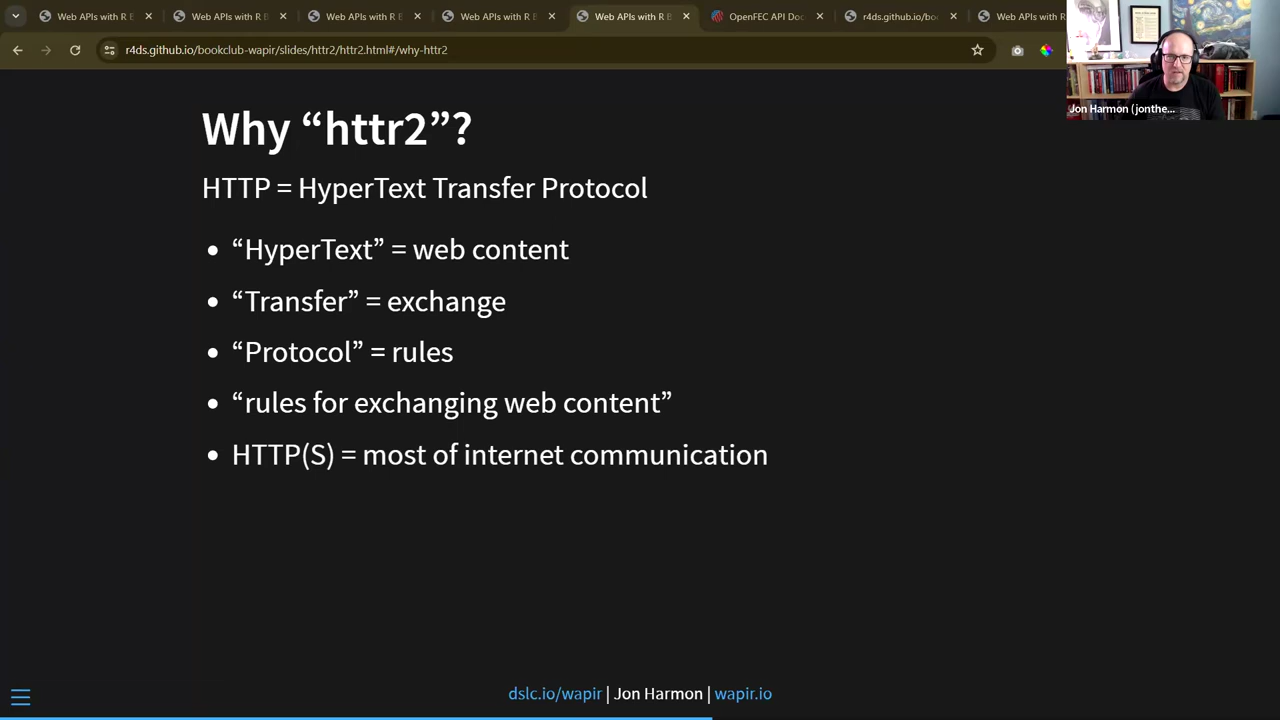 Web APIs with R B
Web APIs with R B
Web APIs with R E
Web APIs with R B
Web APIs with R B
OpenFEC API Doc
r4ds.github.io/bo
Web APIs with R
r4ds.github.io/bookclub-wapir/slides/httr2/httr2.html#/why-httr2
Jon Harmon (jonthe...
Why “httr2”?
HTTP = HyperText Transfer Protocol
• “HyperText” = web content
• “Transfer” = exchange
• “Protocol” = rules
• “rules for exchanging web content”
• HTTP(S) = most of internet communication
dslc.io/wapir | Jon Harmon | wapir.io